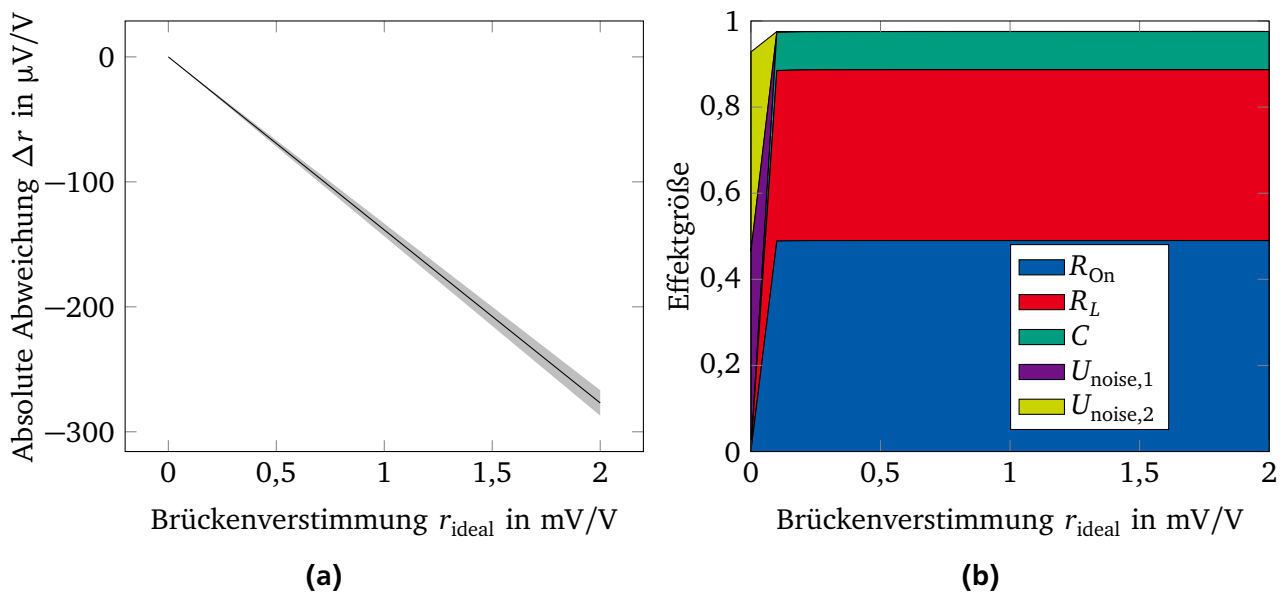 Absolute Abweichung Δr in μV/V
0
−100
−200
−300
0 0,5 1 1,5 2
Brückenverstimmung r_ideal in mV/V
(a)
Effektgröße
1
0,8
0,6
0,4
0,2
0
R_On
R_L
C
U_noise,1
U_noise,2
0 0,5 1 1,5 2
Brückenverstimmung r_ideal in mV/V
(b)